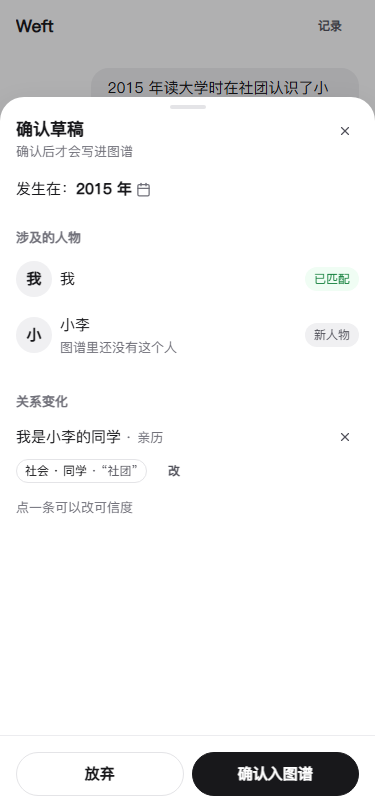 Weft
记录
2015 年读大学时在社团认识了小
确认草稿
确认后才会写进图谱
发生在：2015 年
涉及的人物
我 我 已匹配
小 小李 新人物
图谱里还没有这个人
关系变化
我是小李的同学 · 亲历
社会 · 同学 · “社团” 改
点一条可以改可信度
放弃 确认入图谱